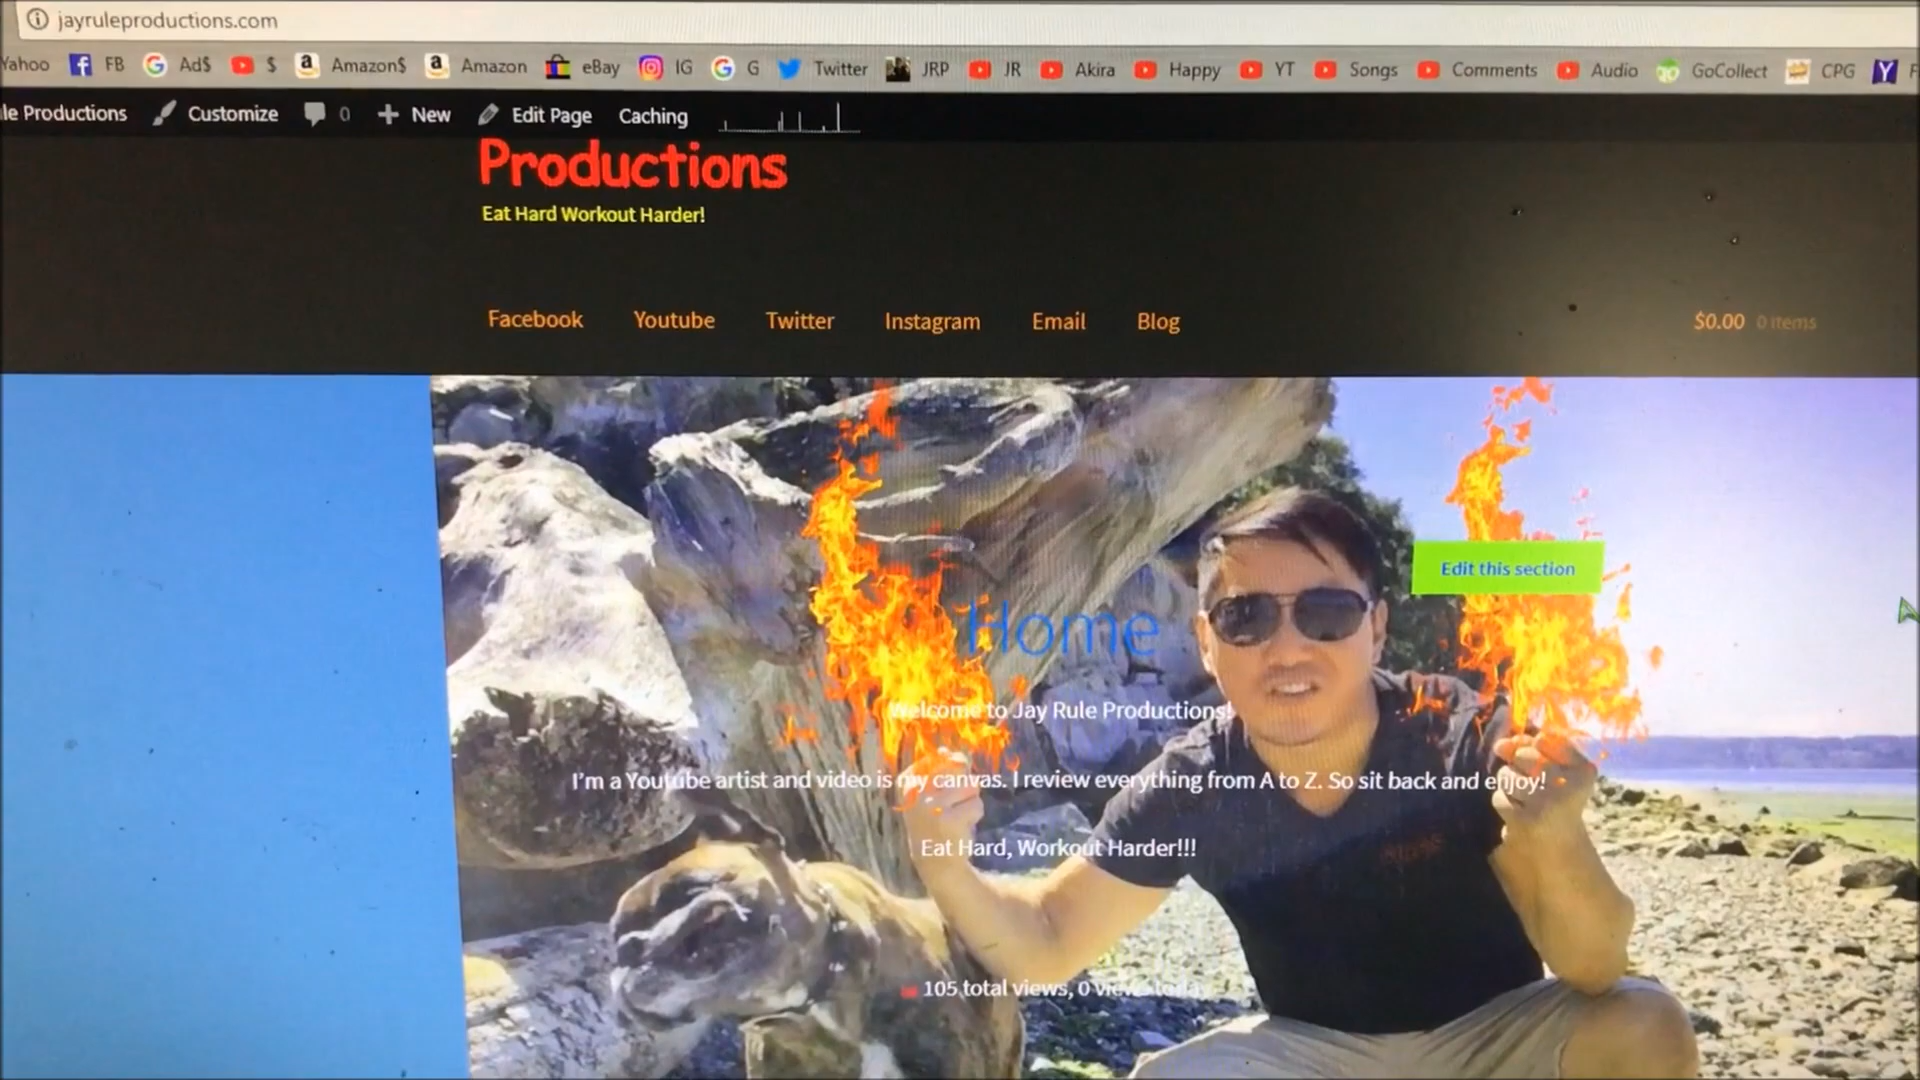 jayruleproductions.com
Yahoo FB Ad$ $ Amazon$ Amazon eBay IG G Twitter JRP JR Akira Happy YT Songs Comments Audio GoCollect CPG
le Productions Customize 0 New Edit Page Caching
Productions
Eat Hard Workout Harder!
Facebook Youtube Twitter Instagram Email Blog $0.00 0 items
Edit this section
Home
Welcome to Jay Rule Productions!
I'm a Youtube artist and video is my canvas. I review everything from A to Z. So sit back and enjoy!
Eat Hard, Workout Harder!!!
105 total views, 0 views today